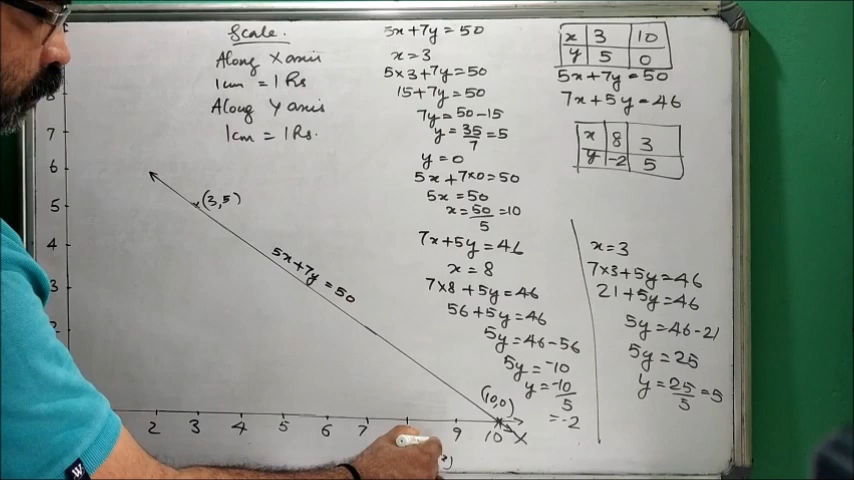 Scale.
Along X axis
1cm = 1 Rs
Along Y axis
1cm = 1Rs.
5x+7y=50
x=3
5×3+7y=50
15+7y=50
7y=50-15
y=35/7=5
y=0
5x+7×0=50
5x=50
x=50/5=10
7x+5y=46
x=8
7×8+5y=46
56+5y=46
5y=46-56
5y=-10
y=-10/5
=-2
x 3 10
y 5 0
5x+7y=50
7x+5y=46
x 8 3
y -2 5
x=3
7×3+5y=46
21+5y=46
5y=46-21
5y=25
y=25/5=5
7
6
5
4
3
2
(3,5)
5x+7y=50
(10,0)
2 3 4 5 6 7 9 10 X
W